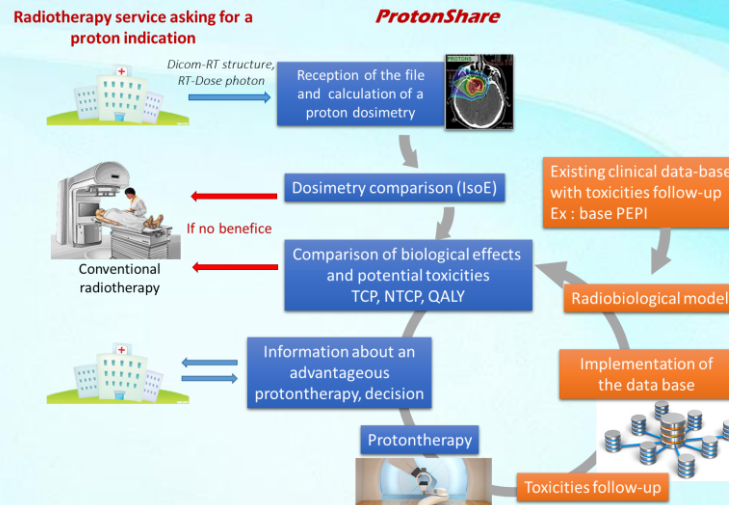 Radiotherapy service asking for a
proton indication
ProtonShare
Dicom-RT structure,
RT-Dose photon
Reception of the file
and calculation of a
proton dosimetry
PROTONS
Dosimetry comparison (IsoE)
Existing clinical data-base
with toxicities follow-up
Ex : base PEPI
If no benefice
Conventional
radiotherapy
Comparison of biological effects
and potential toxicities
TCP, NTCP, QALY
Radiobiological model
Information about an
advantageous
protontherapy, decision
Implementation of
the data base
Protontherapy
Toxicities follow-up